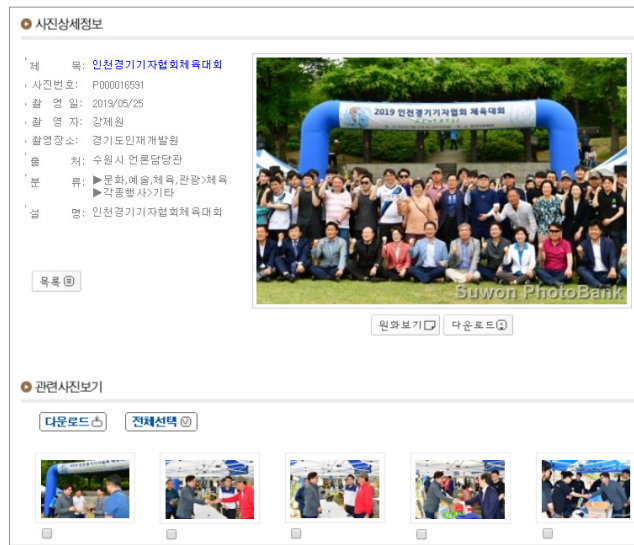 사진상세정보
제 목: 인천경기기자협회체육대회
사진번호: P000016591
촬 영 일: 2019/05/25
촬 영 자: 강제원
촬영장소: 경기도인재개발원
출 처: 수원시 언론담당관
분 류: ▶문화,예술,체육,관광>체육
▶각종행사>기타
설 명: 인천경기기자협회체육대회
목록
2019 인천경기기자협회 체육대회
Suwon PhotoBank
원화보기
다운로드
관련사진보기
다운로드
전체선택